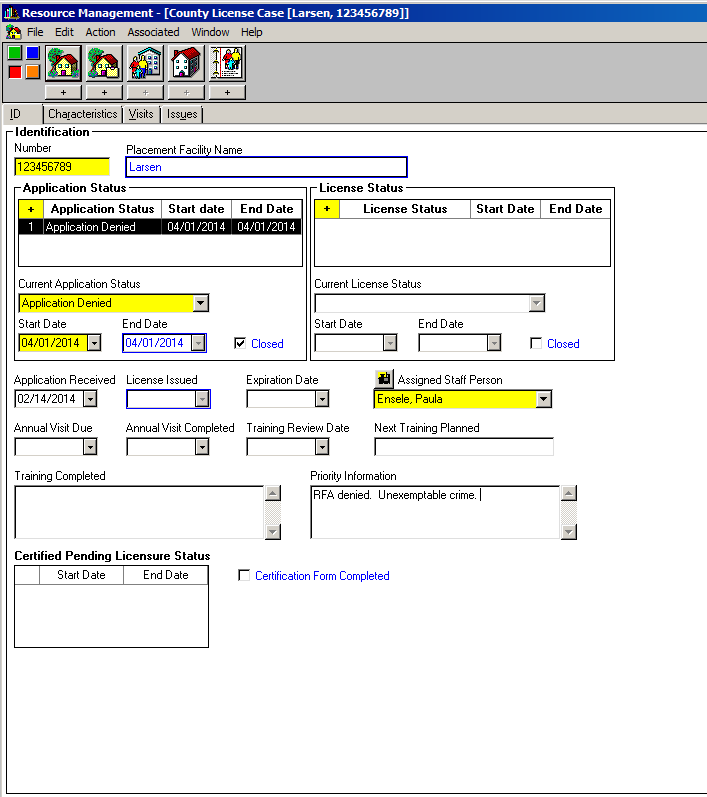 Resource Management - [County License Case [Larsen, 123456789]]
File Edit Action Associated Window Help
+ + + + +
ID Characteristics Visits Issues
Identification
Number Placement Facility Name
123456789 Larsen
Application Status License Status
+ Application Status Start date End Date + License Status Start Date End Date
1 Application Denied 04/01/2014 04/01/2014
Current Application Status Current License Status
Application Denied
Start Date End Date Start Date End Date
04/01/2014 04/01/2014 Closed Closed
Application Received License Issued Expiration Date Assigned Staff Person
02/14/2014 Ensele, Paula
Annual Visit Due Annual Visit Completed Training Review Date Next Training Planned
Training Completed Priority Information
RFA denied. Unexemptable crime.
Certified Pending Licensure Status
Start Date End Date Certification Form Completed